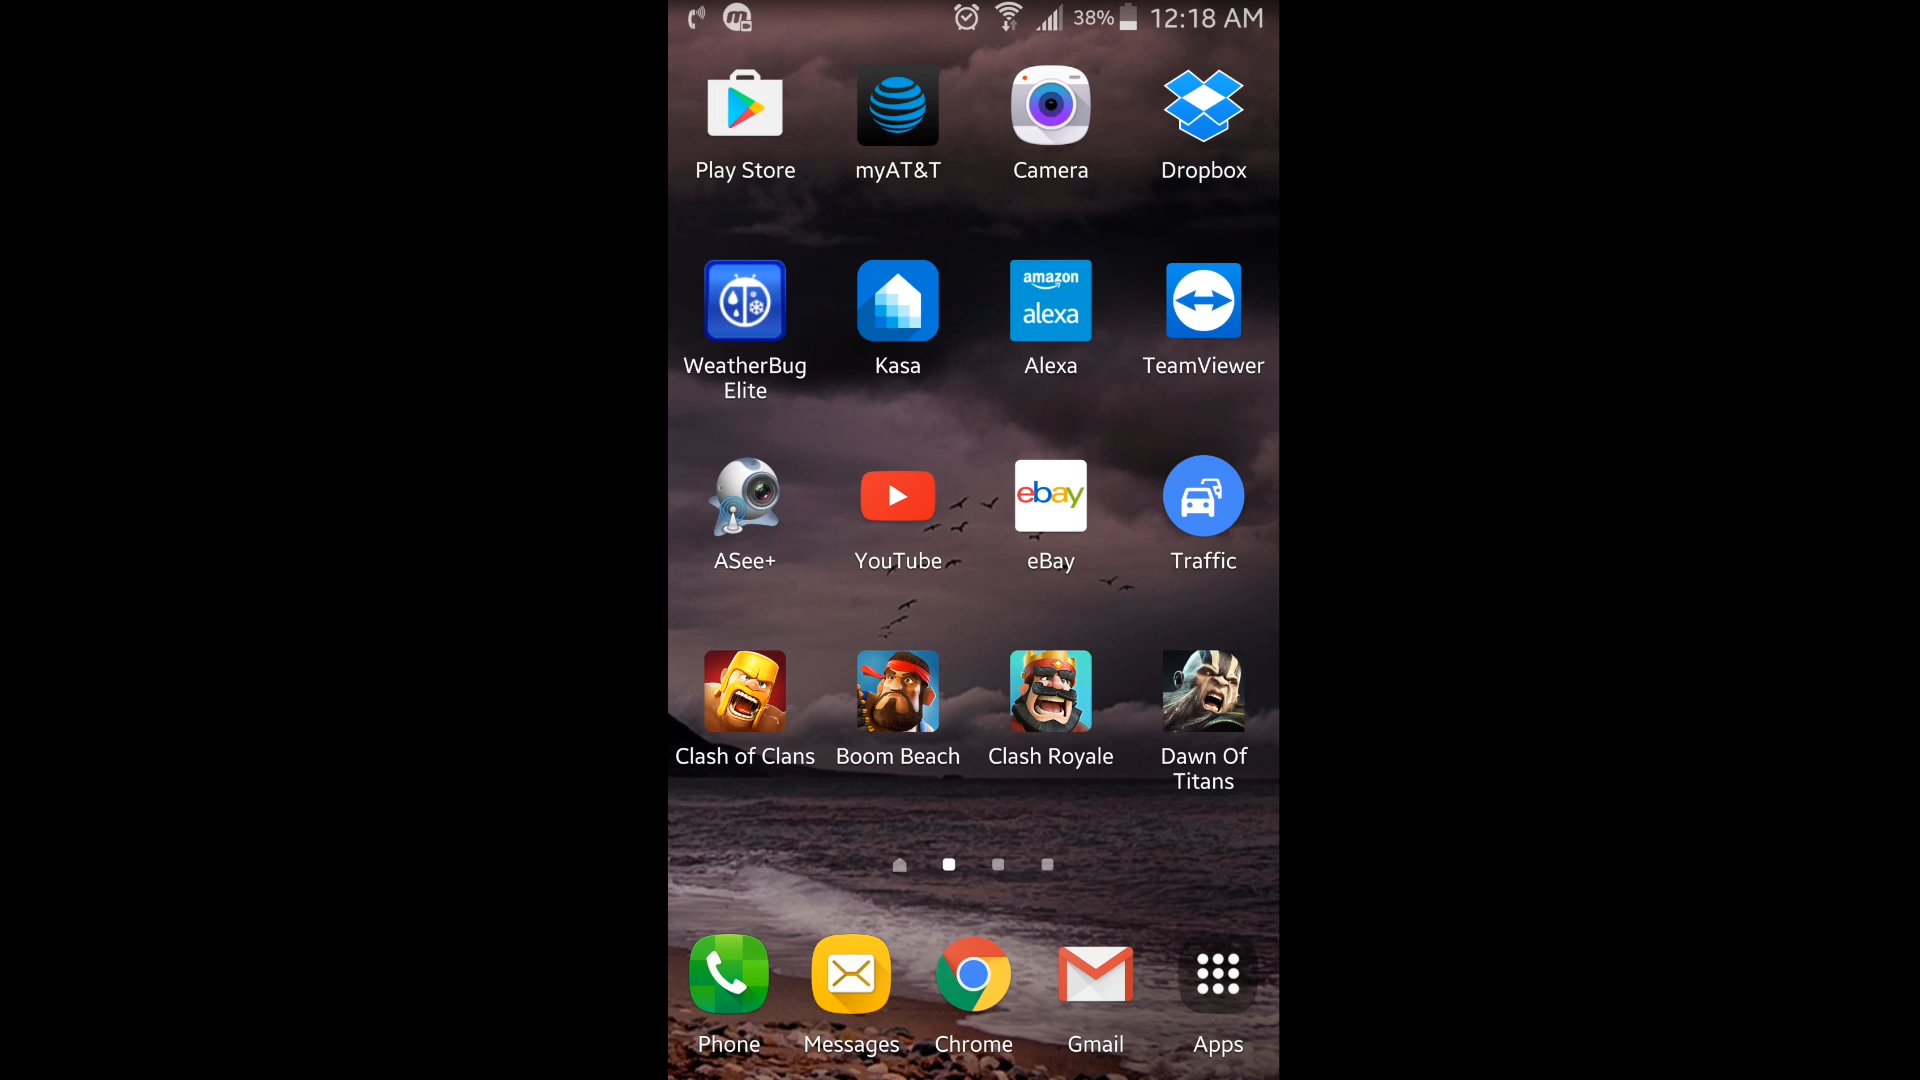 38% 12:18 AM
Play Store myAT&T Camera Dropbox
amazon
alexa
WeatherBug Kasa Alexa TeamViewer
Elite
ebay
ASee+ YouTube eBay Traffic
Clash of Clans Boom Beach Clash Royale Dawn Of
Titans
Phone Messages Chrome Gmail Apps